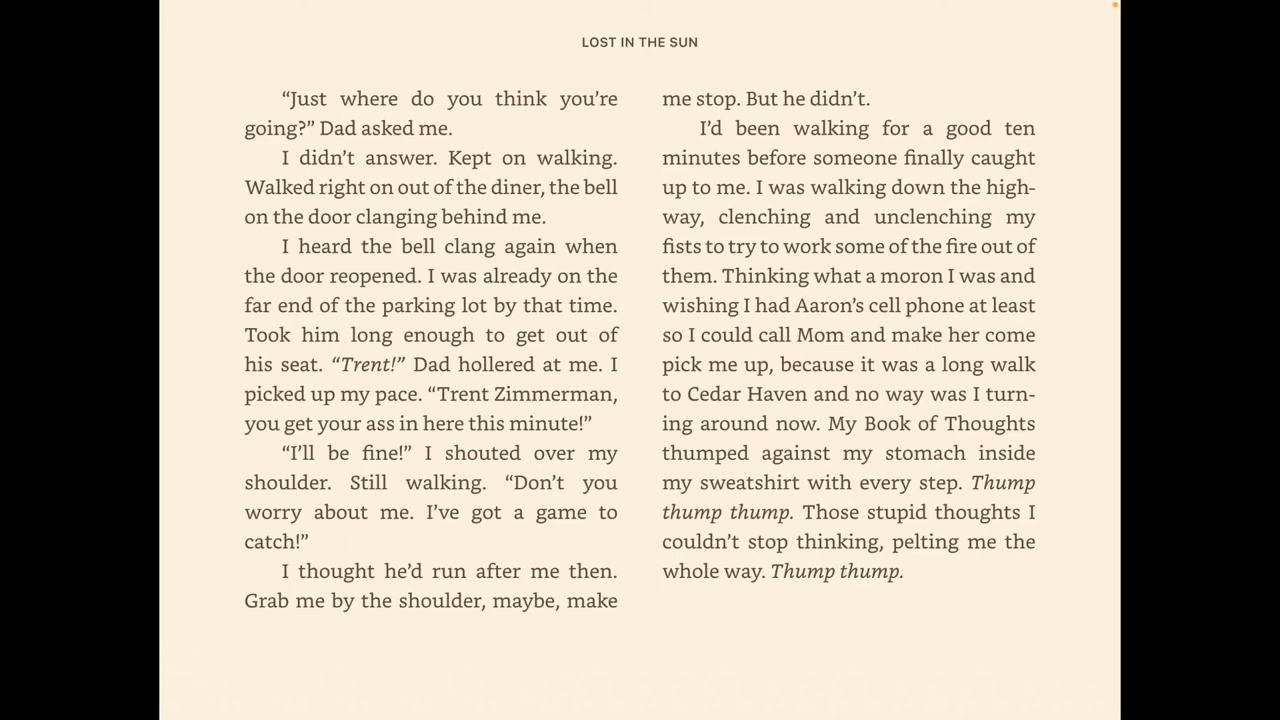 LOST IN THE SUN
“Just where do you think you’re
going?” Dad asked me.
I didn’t answer. Kept on walking.
Walked right on out of the diner, the bell
on the door clanging behind me.
I heard the bell clang again when
the door reopened. I was already on the
far end of the parking lot by that time.
Took him long enough to get out of
his seat. “Trent!” Dad hollered at me. I
picked up my pace. “Trent Zimmerman,
you get your ass in here this minute!”
“I’ll be fine!” I shouted over my
shoulder. Still walking. “Don’t you
worry about me. I’ve got a game to
catch!”
I thought he’d run after me then.
Grab me by the shoulder, maybe, make
me stop. But he didn’t.
I’d been walking for a good ten
minutes before someone finally caught
up to me. I was walking down the high-
way, clenching and unclenching my
fists to try to work some of the fire out of
them. Thinking what a moron I was and
wishing I had Aaron’s cell phone at least
so I could call Mom and make her come
pick me up, because it was a long walk
to Cedar Haven and no way was I turn-
ing around now. My Book of Thoughts
thumped against my stomach inside
my sweatshirt with every step. Thump
thump thump. Those stupid thoughts I
couldn’t stop thinking, pelting me the
whole way. Thump thump.